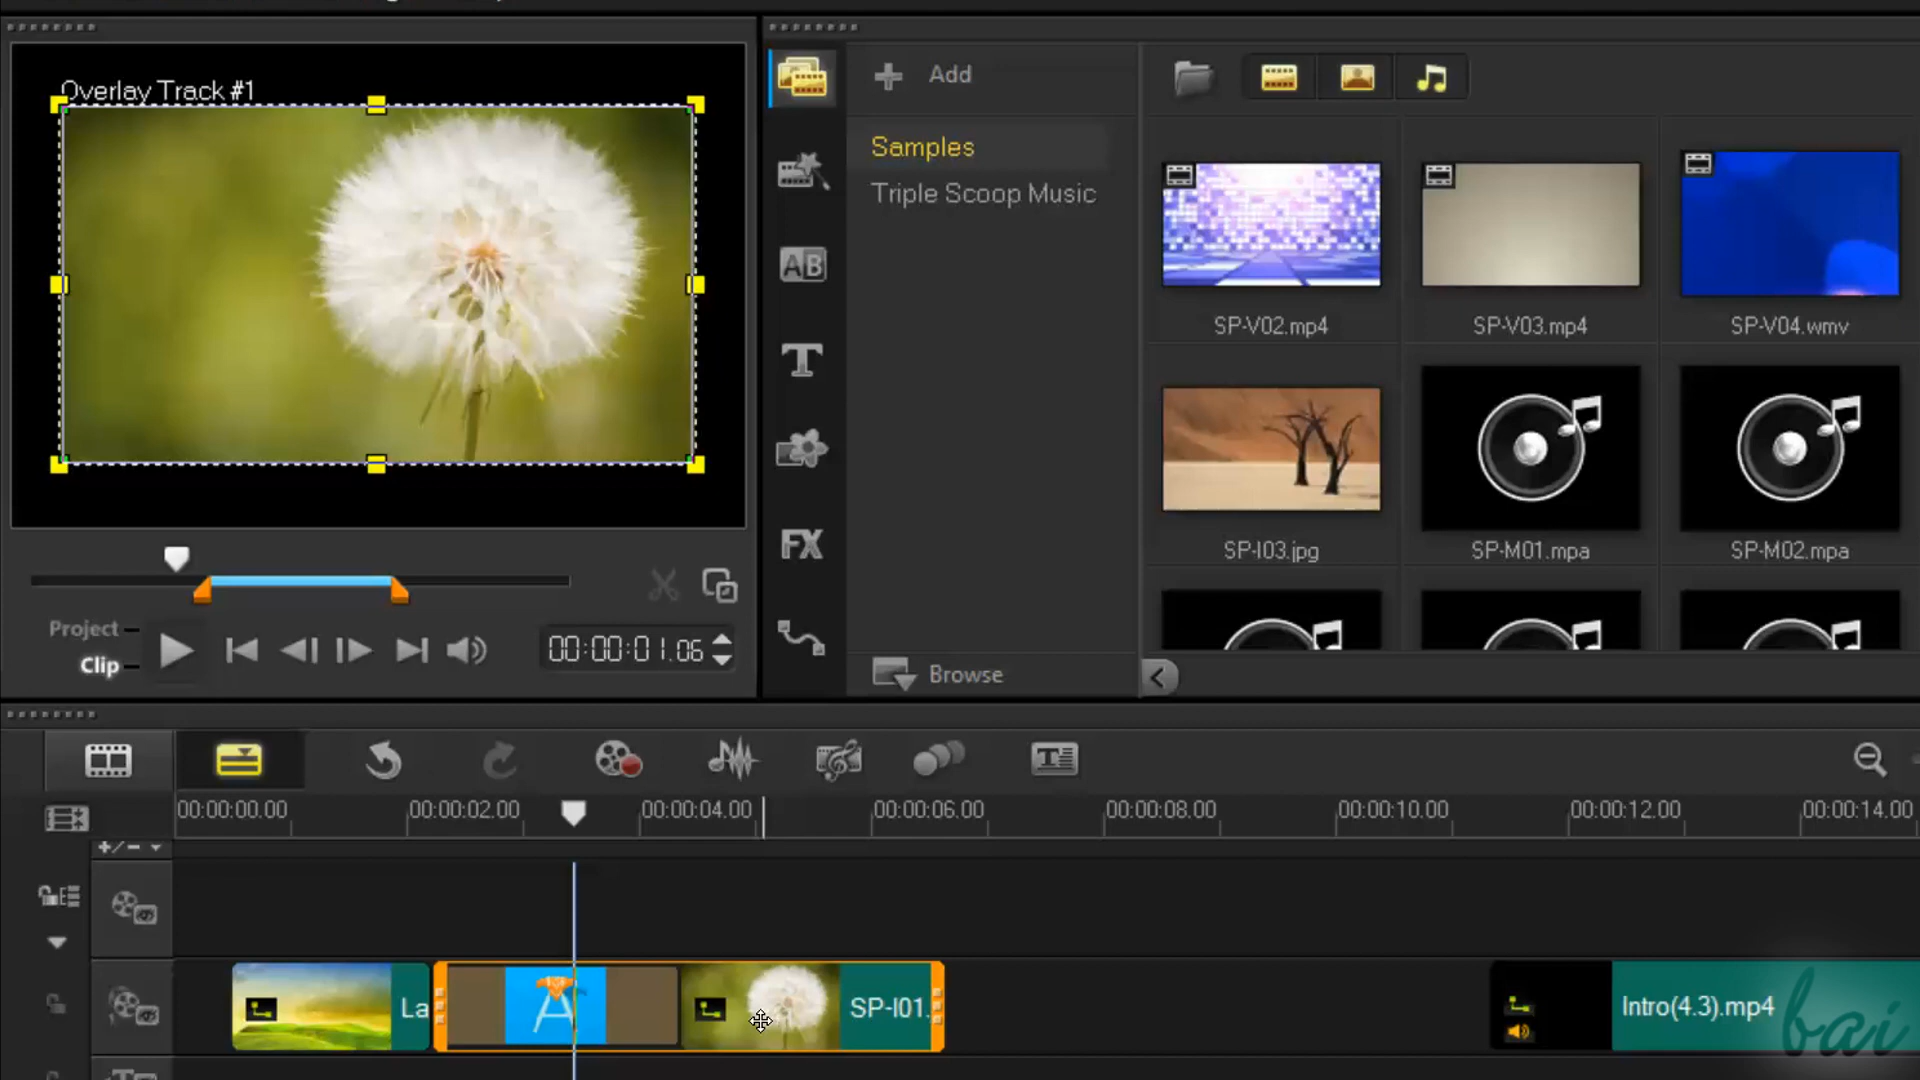 Overlay Track #1
Add
Samples
Triple Scoop Music
AB
T
FX
Browse
SP-V02.mp4
SP-V03.mp4
SP-V04.wmv
SP-I03.jpg
SP-M01.mpa
SP-M02.mpa
Project
Clip
00:00:01.06
00:00:00.00
00:00:02.00
00:00:04.00
00:00:06.00
00:00:08.00
00:00:10.00
00:00:12.00
00:00:14.00
La
SP-I01.
Intro(4.3).mp4
bai